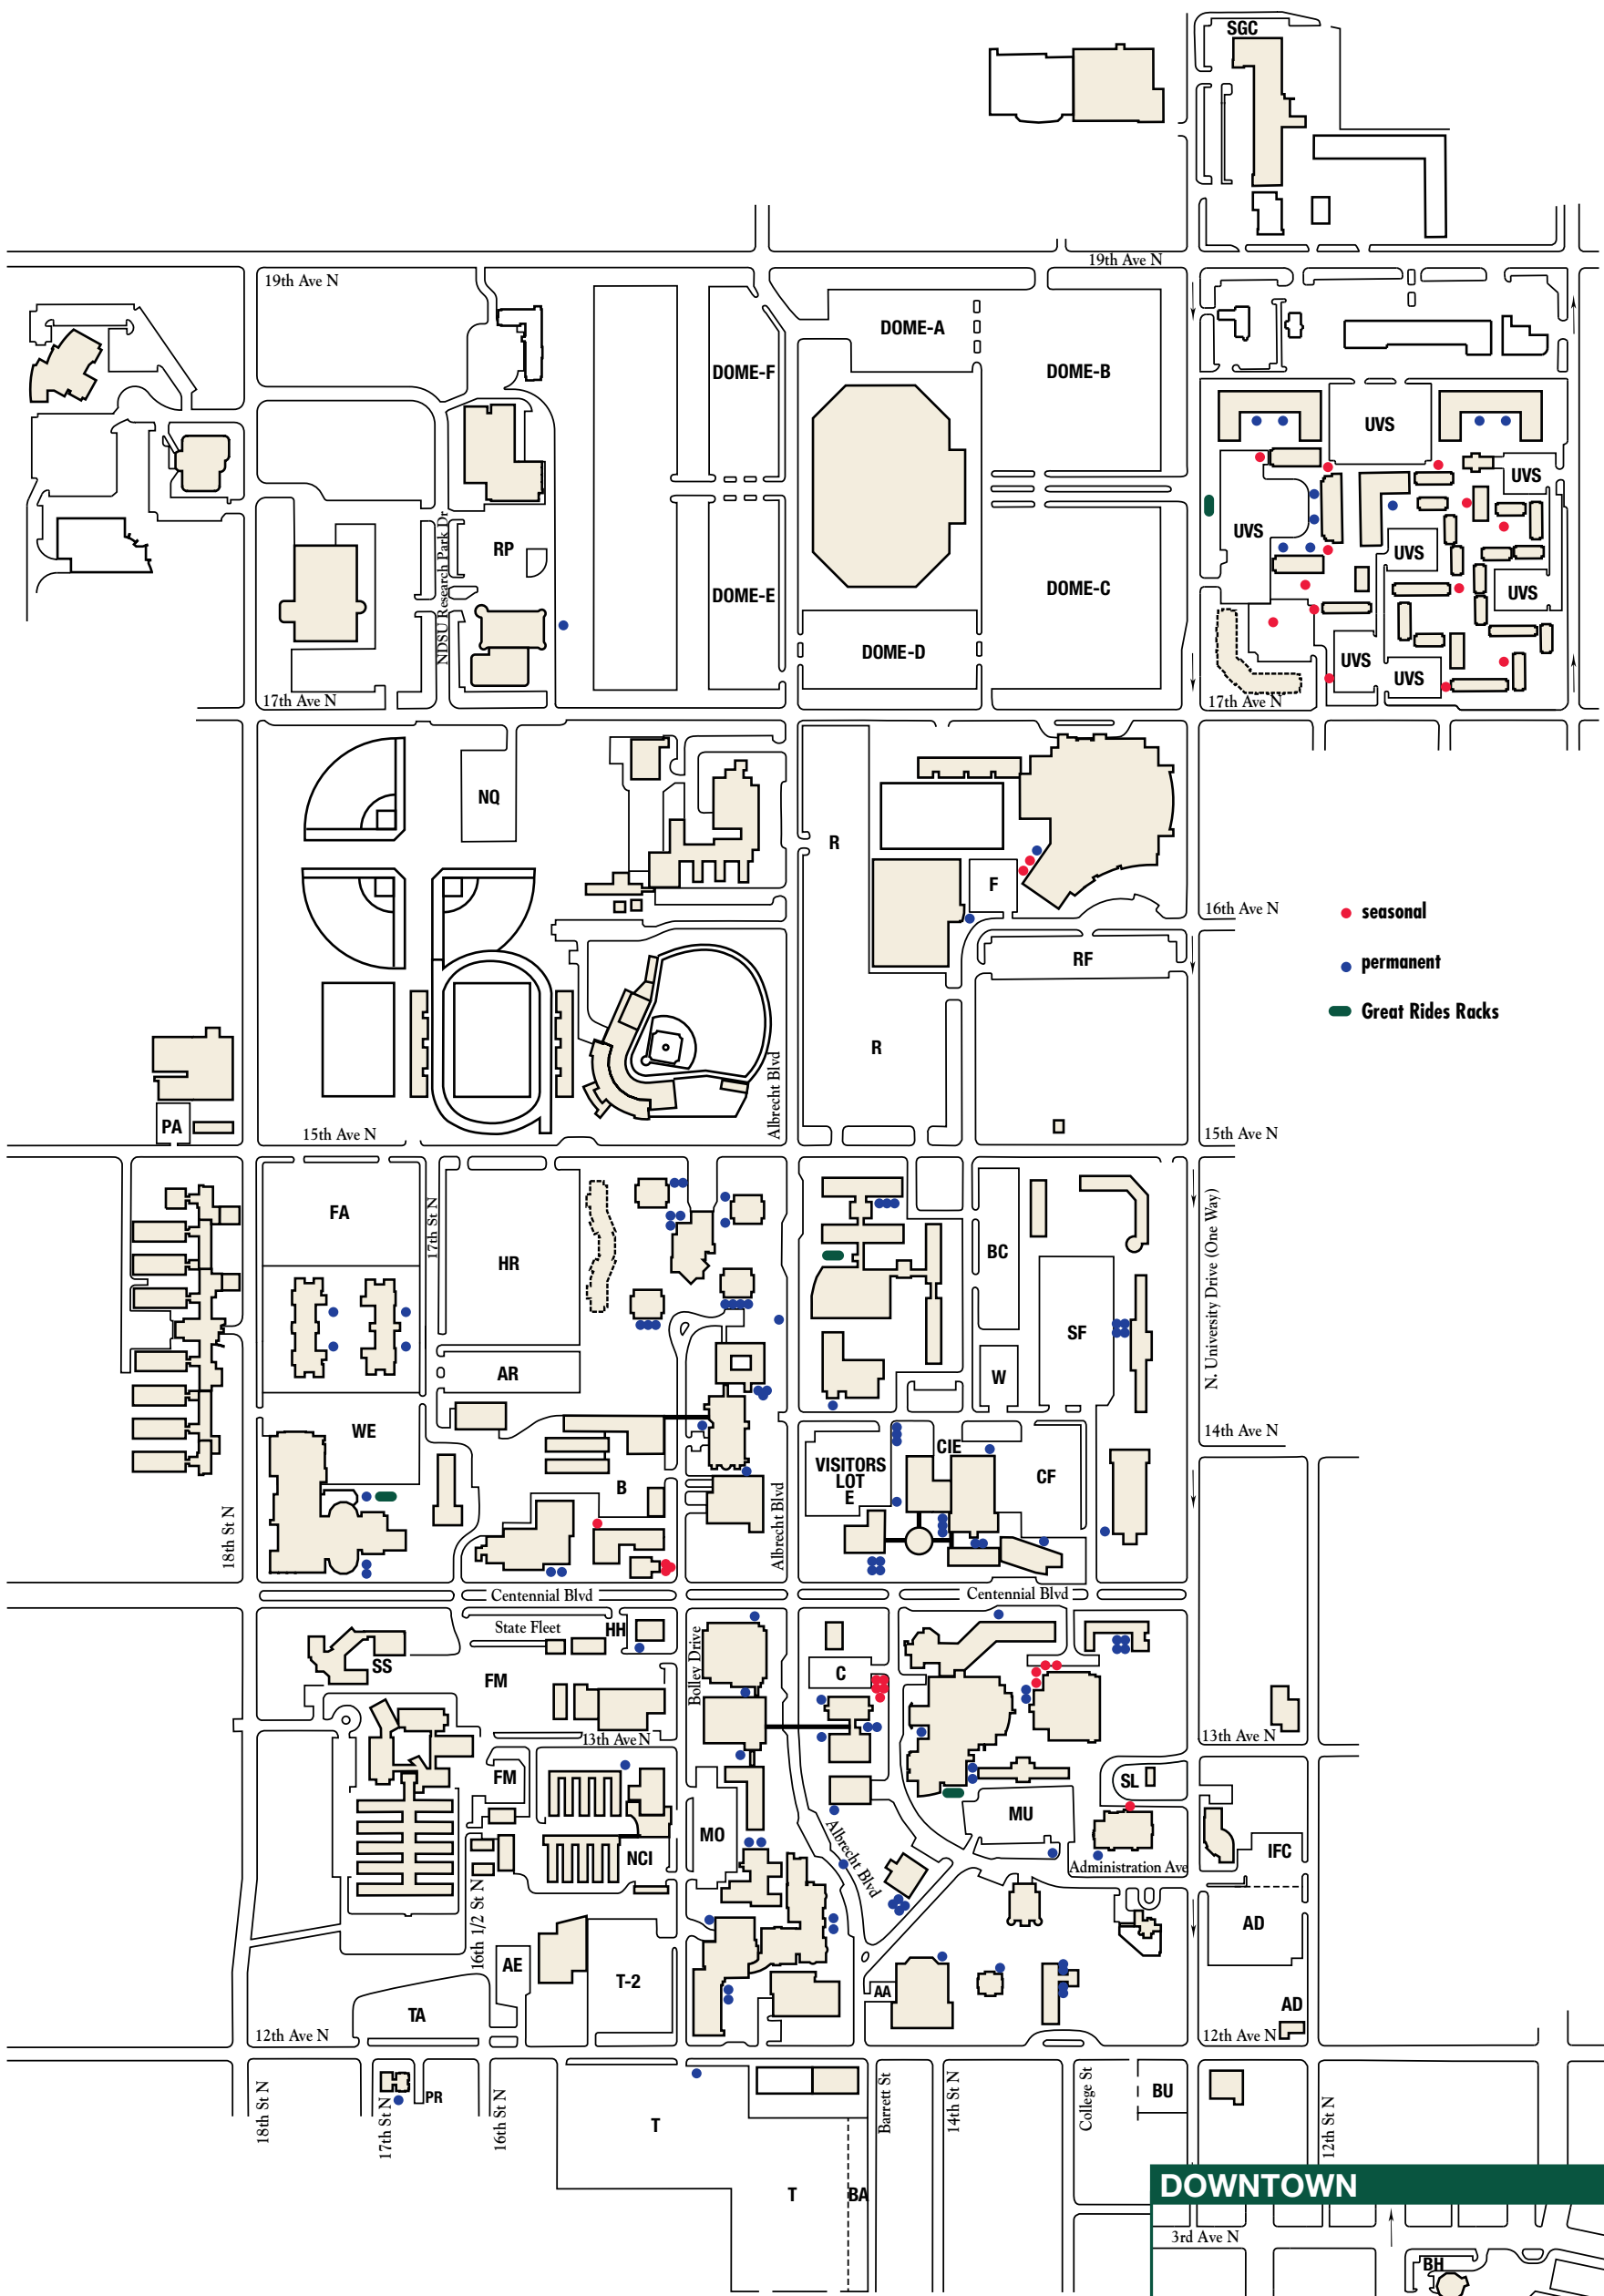 SGC
19th Ave N
19th Ave N
DOME-A
DOME-F
DOME-B
UVS
UVS
UVS
RP
NDSU Research Park Dr
UVS
DOME-E
DOME-C
UVS
DOME-D
UVS
UVS
17th Ave N
17th Ave N
NQ
R
F
16th Ave N
seasonal
RF
permanent
Great Rides Racks
R
Albrecht Blvd
PA
15th Ave N
15th Ave N
FA
17th St N
HR
BC
N. University Drive (One Way)
SF
AR
W
WE
14th Ave N
CIE
VISITORS
LOT
E
CF
B
18th St N
Albrecht Blvd
Centennial Blvd
Centennial Blvd
State Fleet
HH
SS
Bolley Drive
C
FM
13th Ave N
13th Ave N
FM
SL
MU
MO
Albrecht Blvd
NCI
IFC
Administration Ave
16th 1/2 St N
AD
AE
T-2
AA
TA
AD
12th Ave N
12th Ave N
18th St N
17th St N
PR
16th St N
T
Barrett St
14th St N
College St
BU
12th St N
T
BA
DOWNTOWN
3rd Ave N
BH